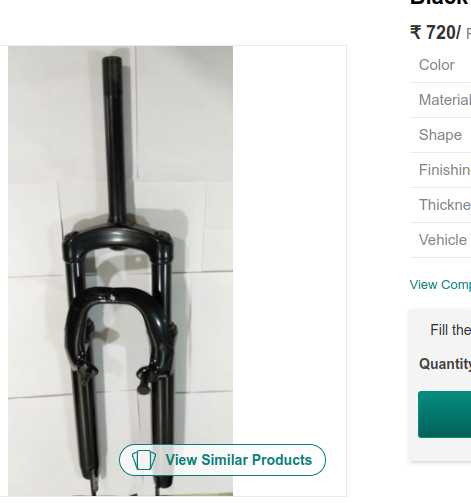 Black
₹ 720/
Color
Material
Shape
Finishin
Thickne
Vehicle
View Comp
Fill the
Quantity
View Similar Products